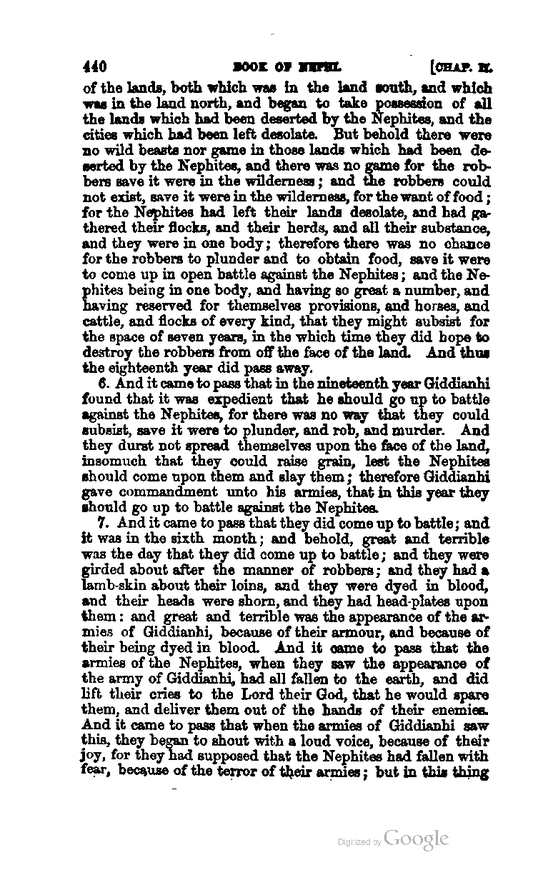 440 BOOK OF NEPHI. [CHAP. II.
of the lands, both which was in the land south, and which
was in the land north, and began to take possession of all
the lands which had been deserted by the Nephites, and the
cities which had been left desolate. But behold there were
no wild beasts nor game in those lands which had been de-
serted by the Nephites, and there was no game for the rob-
bers save it were in the wilderness; and the robbers could
not exist, save it were in the wilderness, for the want of food;
for the Nephites had left their lands desolate, and had ga-
thered their flocks, and their herds, and all their substance,
and they were in one body; therefore there was no chance
for the robbers to plunder and to obtain food, save it were
to come up in open battle against the Nephites; and the Ne-
phites being in one body, and having so great a number, and
having reserved for themselves provisions, and horses, and
cattle, and flocks of every kind, that they might subsist for
the space of seven years, in the which time they did hope to
destroy the robbers from off the face of the land. And thus
the eighteenth year did pass away.
6. And it came to pass that in the nineteenth year Giddianhi
found that it was expedient that he should go up to battle
against the Nephites, for there was no way that they could
subsist, save it were to plunder, and rob, and murder. And
they durst not spread themselves upon the face of the land,
insomuch that they could raise grain, lest the Nephites
should come upon them and slay them; therefore Giddianhi
gave commandment unto his armies, that in this year they
should go up to battle against the Nephites.
7. And it came to pass that they did come up to battle; and
it was in the sixth month; and behold, great and terrible
was the day that they did come up to battle; and they were
girded about after the manner of robbers; and they had a
lamb-skin about their loins, and they were dyed in blood,
and their heads were shorn, and they had head-plates upon
them: and great and terrible was the appearance of the ar-
mies of Giddianhi, because of their armour, and because of
their being dyed in blood. And it came to pass that the
armies of the Nephites, when they saw the appearance of
the army of Giddianhi, had all fallen to the earth, and did
lift their cries to the Lord their God, that he would spare
them, and deliver them out of the hands of their enemies.
And it came to pass that when the armies of Giddianhi saw
this, they began to shout with a loud voice, because of their
joy, for they had supposed that the Nephites had fallen with
fear, because of the terror of their armies; but in this thing
Digitized by Google